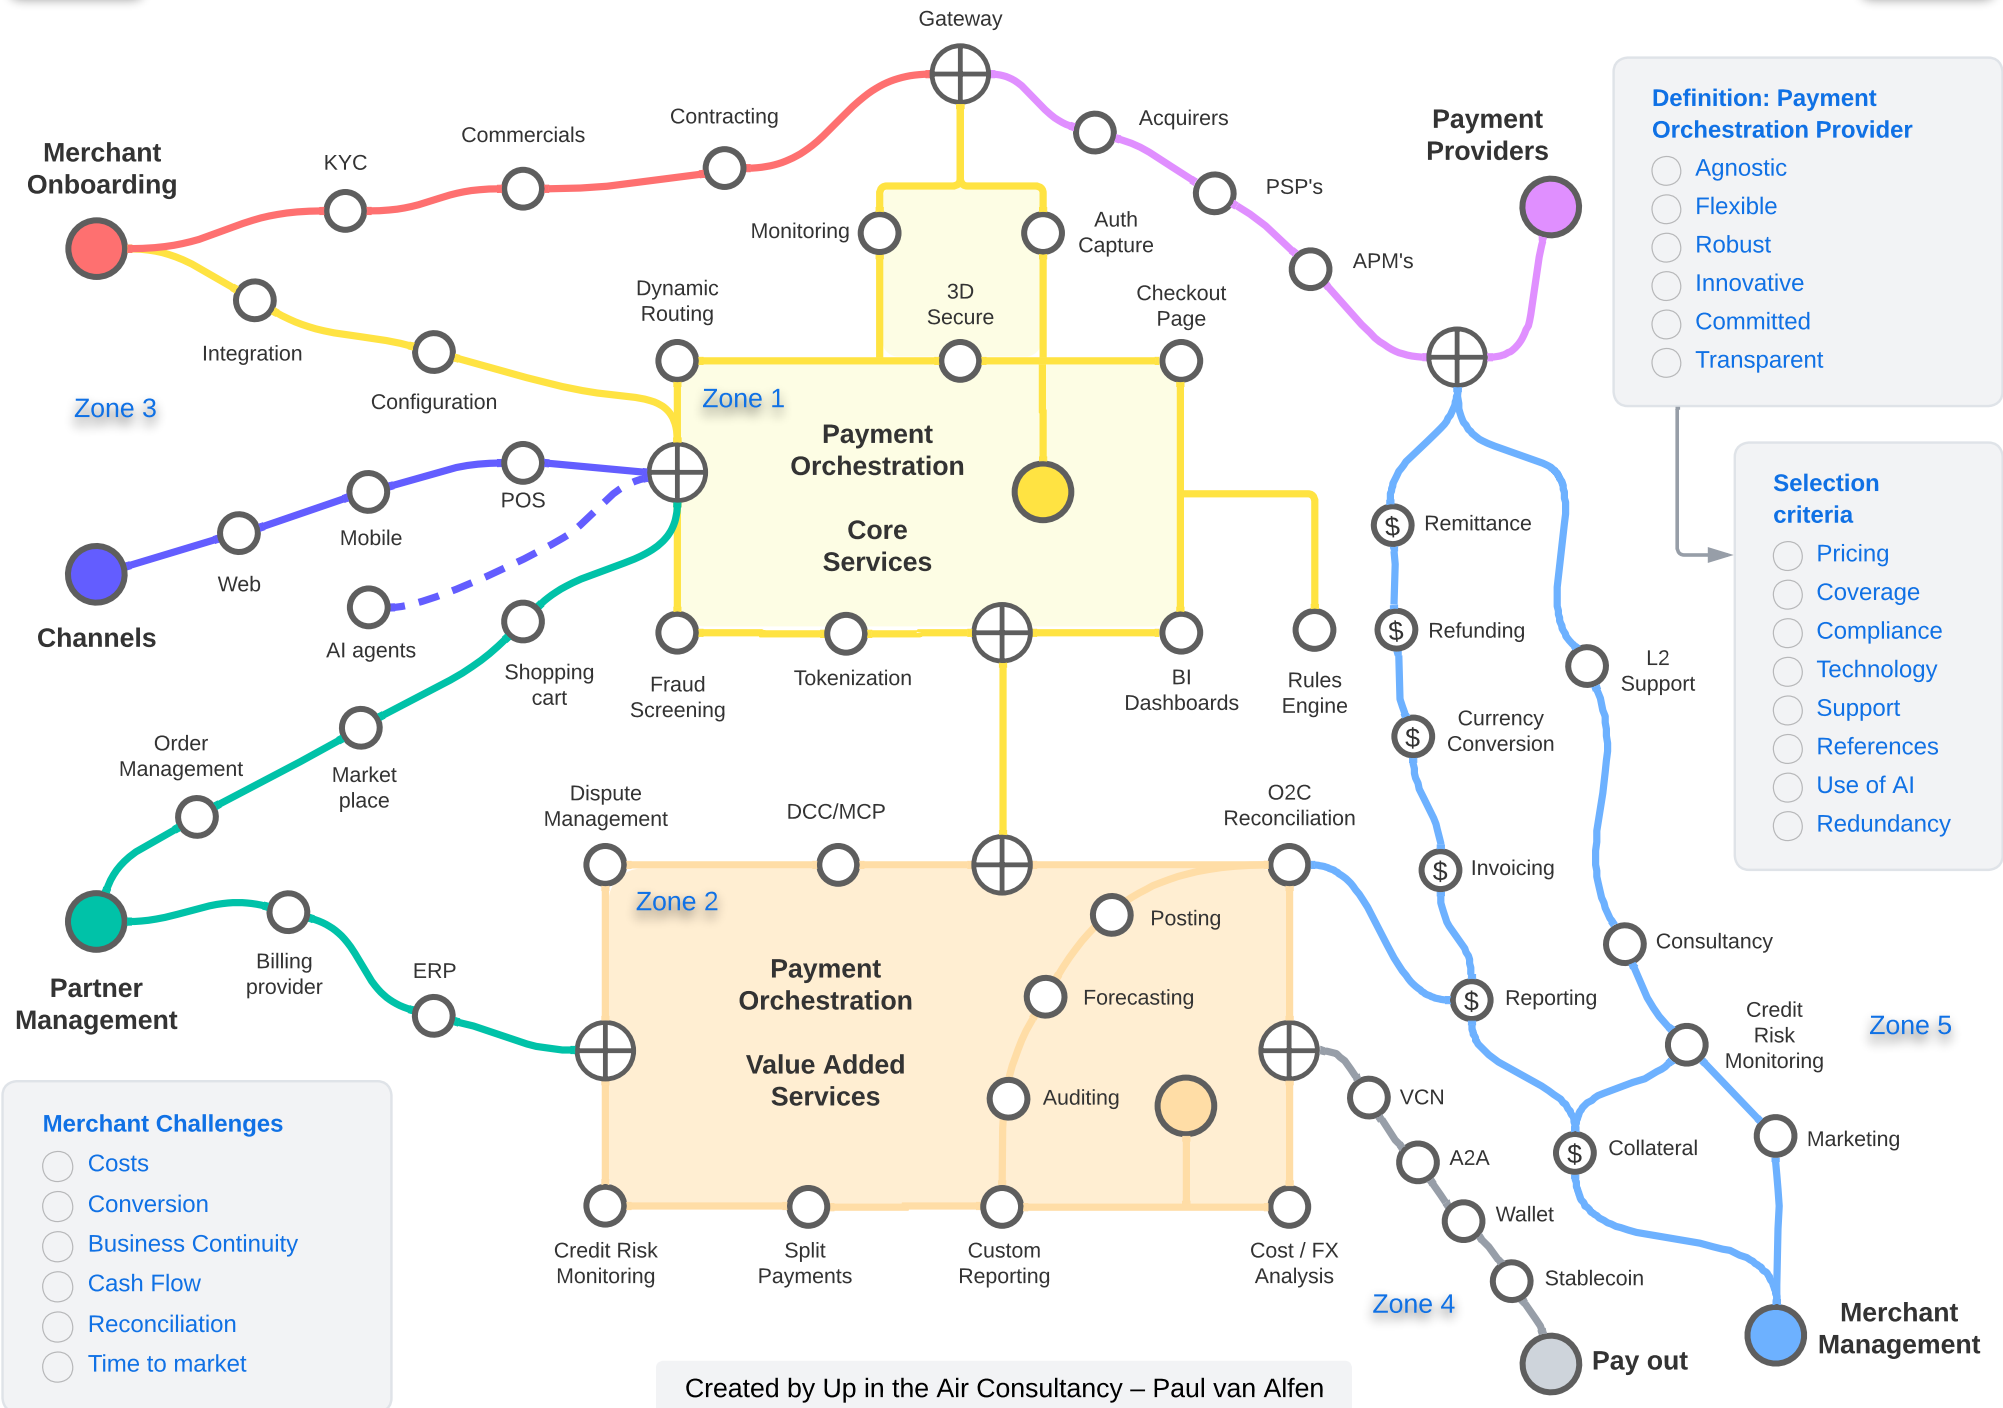 Gateway
Contracting
Commercials
KYC
Merchant
Onboarding
Acquirers
PSP's
APM's
Payment
Providers
Definition: Payment
Orchestration Provider
Agnostic
Flexible
Robust
Innovative
Committed
Transparent
Monitoring
Auth
Capture
Integration
Configuration
Dynamic
Routing
3D
Secure
Checkout
Page
Zone 3
Zone 1
Payment
Orchestration
Core
Services
Selection
criteria
Pricing
Coverage
Compliance
Technology
Support
References
Use of AI
Redundancy
POS
Mobile
Web
Channels
AI agents
Shopping
cart
Fraud
Screening
Tokenization
BI
Dashboards
Rules
Engine
$ Remittance
$ Refunding
$ Currency
Conversion
L2
Support
Order
Management
Market
place
Dispute
Management
DCC/MCP
O2C
Reconciliation
$ Invoicing
Zone 2
Posting
Consultancy
Partner
Management
Billing
provider
ERP
Payment
Orchestration
Value Added
Services
Forecasting
Auditing
$ Reporting
Credit
Risk
Monitoring
Zone 5
VCN
A2A
Wallet
Stablecoin
$ Collateral
Marketing
Merchant Challenges
Costs
Conversion
Business Continuity
Cash Flow
Reconciliation
Time to market
Credit Risk
Monitoring
Split
Payments
Custom
Reporting
Cost / FX
Analysis
Zone 4
Pay out
Merchant
Management
Created by Up in the Air Consultancy – Paul van Alfen